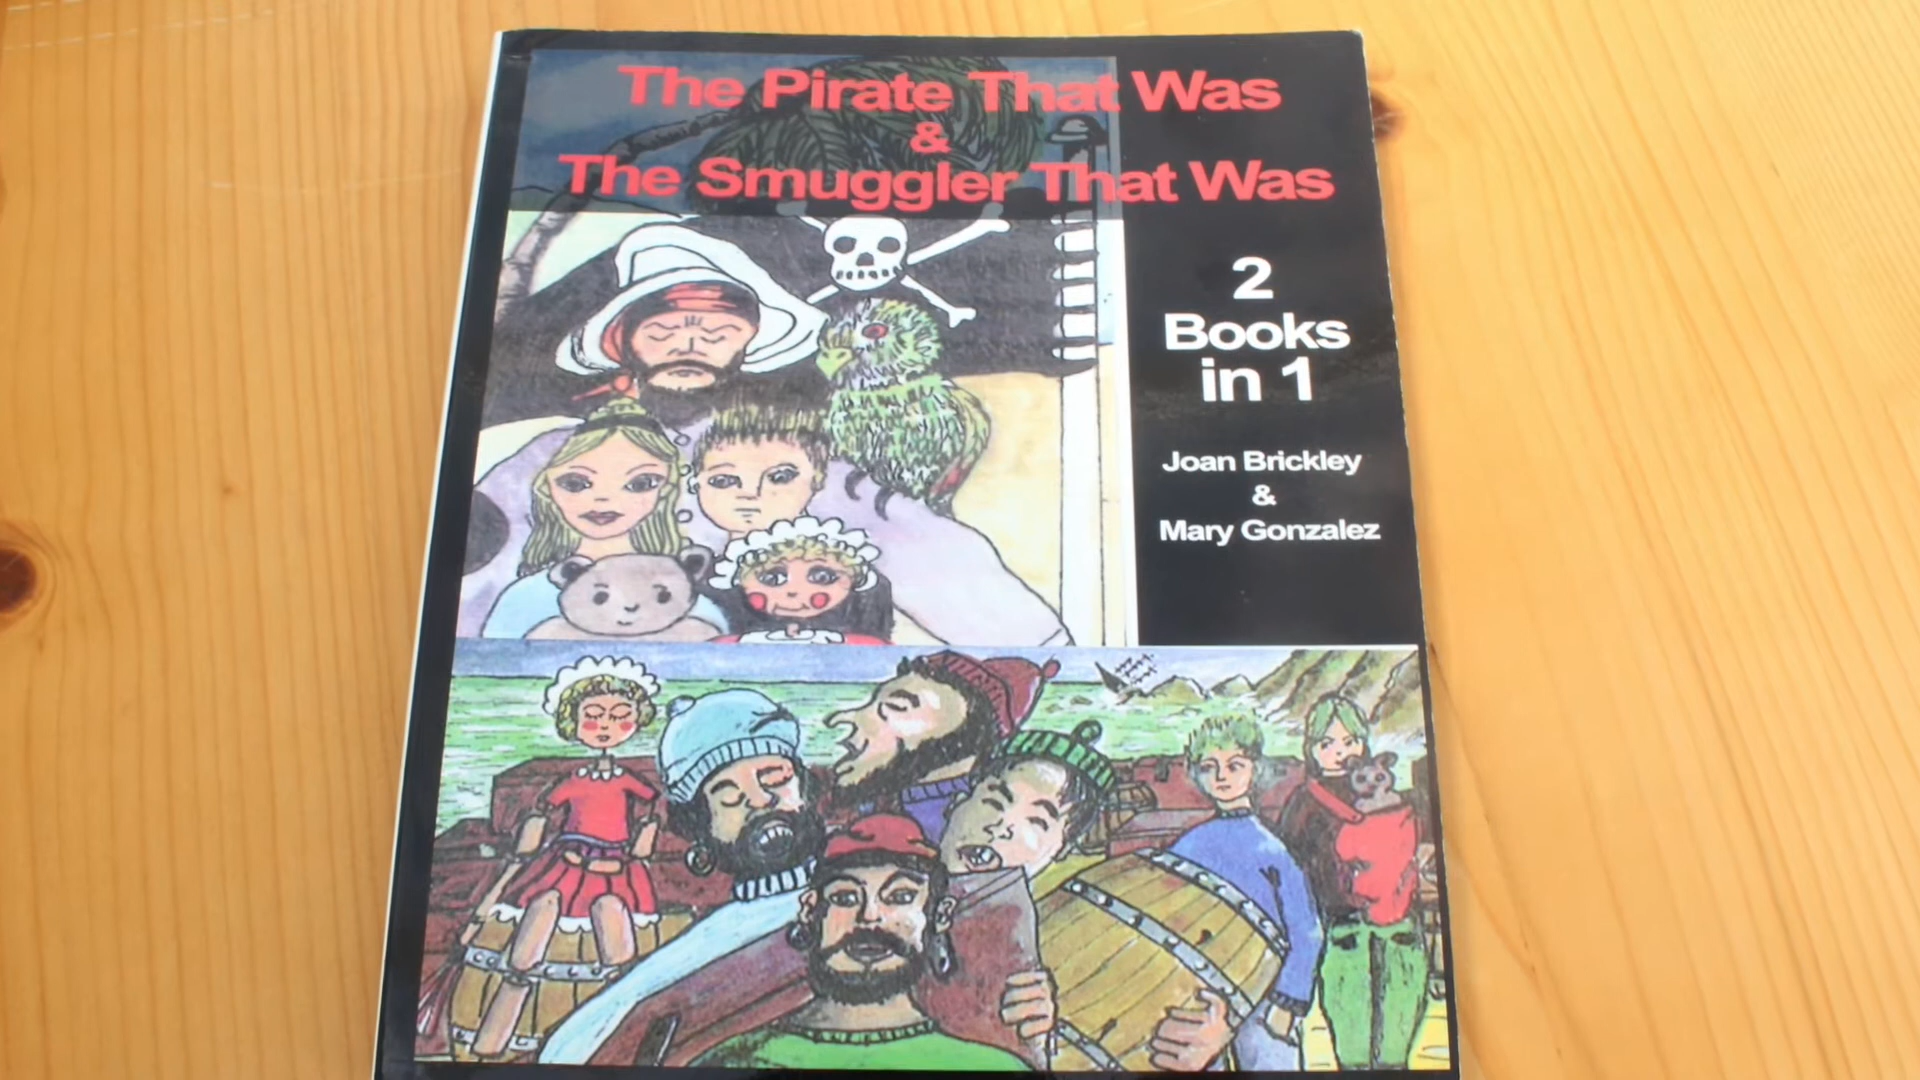 The Pirate That Was
&
The Smuggler That Was
2
Books
in 1
Joan Brickley
&
Mary Gonzalez